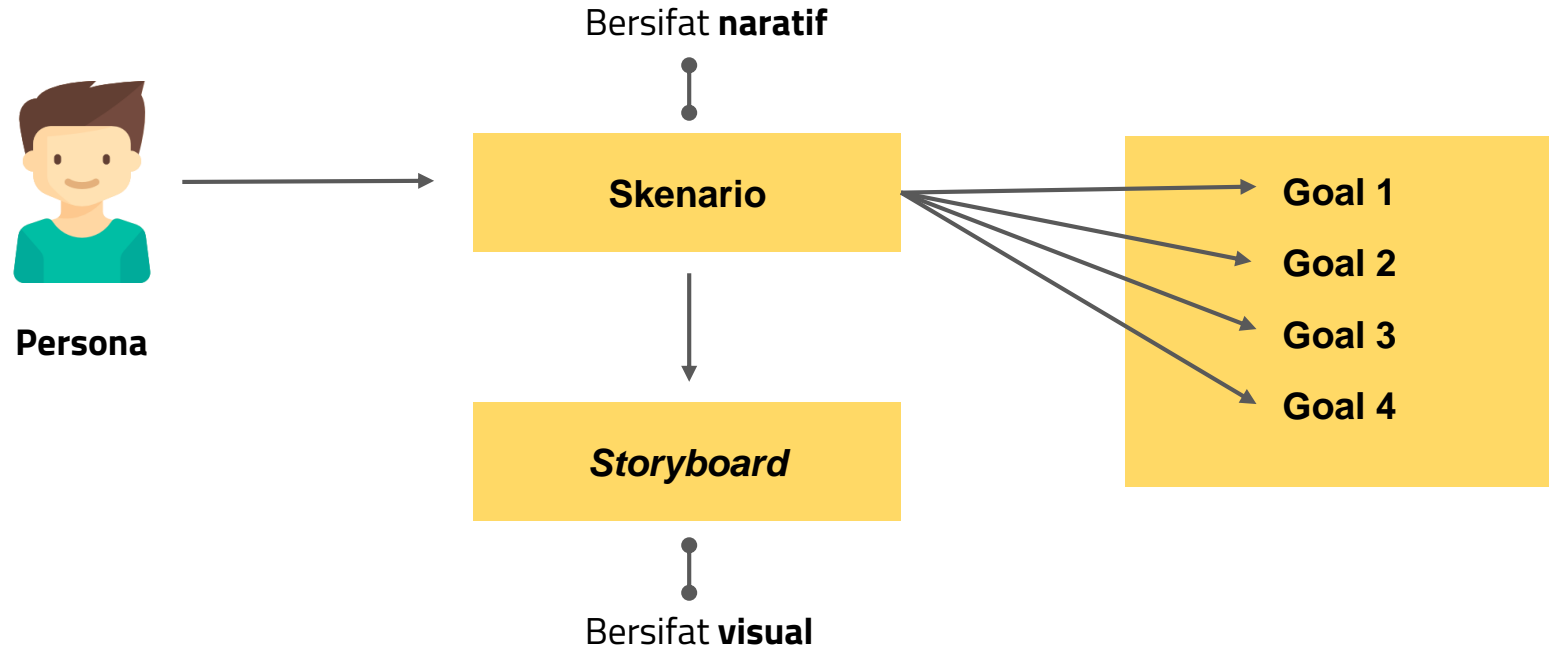 Bersifat naratif
Persona
Skenario
Goal 1
Goal 2
Goal 3
Goal 4
Storyboard
Bersifat visual